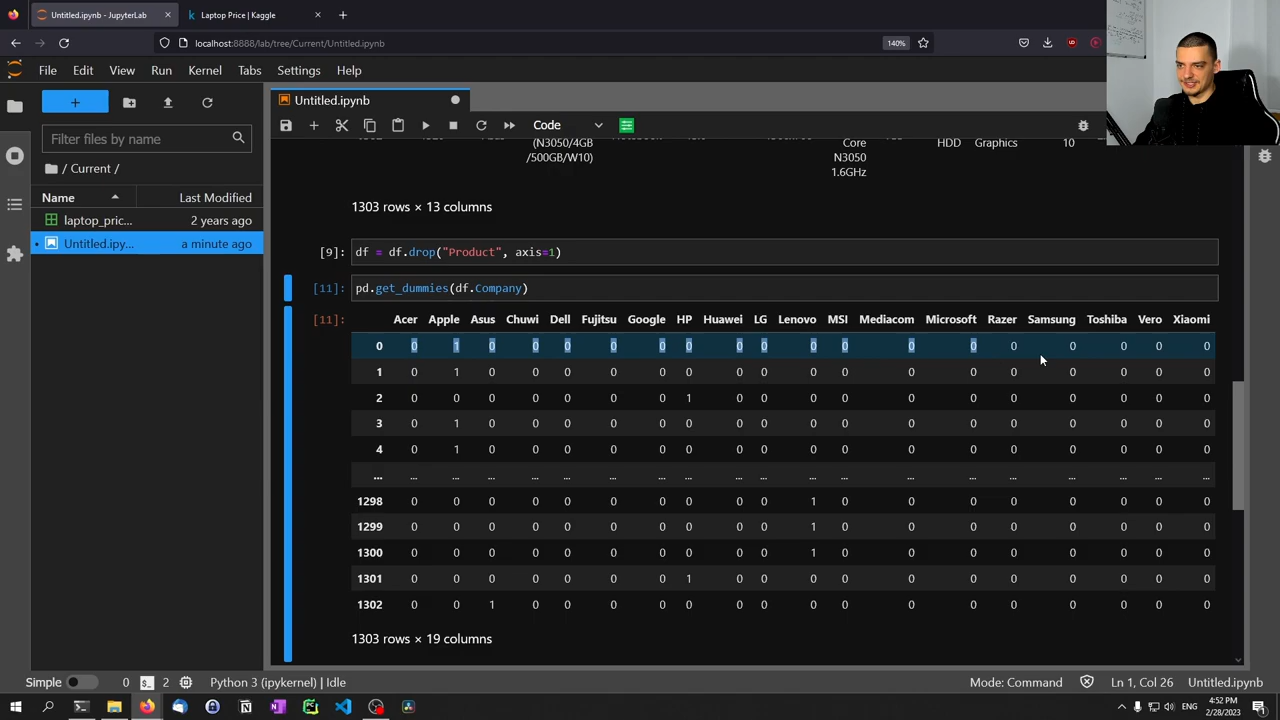 Untitled.ipynb - JupyterLab
Laptop Price | Kaggle
localhost:8888/lab/tree/Current/Untitled.ipynb
140%
File Edit View Run Kernel Tabs Settings Help
Untitled.ipynb
Filter files by name
Code
/ Current /
Name Last Modified
laptop_pric... 2 years ago
Untitled.ipy... a minute ago
(N3050/4GB
/500GB/W10)
Core
N3050
1.6GHz
HDD Graphics 10
1303 rows × 13 columns
[9]: df = df.drop("Product", axis=1)
[11]: pd.get_dummies(df.Company)
[11]: Acer Apple Asus Chuwi Dell Fujitsu Google HP Huawei LG Lenovo MSI Mediacom Microsoft Razer Samsung Toshiba Vero Xiaomi
0 0 1 0 0 0 0 0 0 0 0 0 0 0 0 0 0 0 0 0
1 0 1 0 0 0 0 0 0 0 0 0 0 0 0 0 0 0 0 0
2 0 0 0 0 0 0 0 1 0 0 0 0 0 0 0 0 0 0 0
3 0 1 0 0 0 0 0 0 0 0 0 0 0 0 0 0 0 0 0
4 0 1 0 0 0 0 0 0 0 0 0 0 0 0 0 0 0 0 0
... ... ... ... ... ... ... ... ... ... ... ... ... ... ... ... ... ... ... ...
1298 0 0 0 0 0 0 0 0 0 0 1 0 0 0 0 0 0 0 0
1299 0 0 0 0 0 0 0 0 0 0 1 0 0 0 0 0 0 0 0
1300 0 0 0 0 0 0 0 0 0 0 1 0 0 0 0 0 0 0 0
1301 0 0 0 0 0 0 0 1 0 0 0 0 0 0 0 0 0 0 0
1302 0 0 1 0 0 0 0 0 0 0 0 0 0 0 0 0 0 0 0
1303 rows × 19 columns
Simple 0 2 Python 3 (ipykernel) | Idle Mode: Command Ln 1, Col 26 Untitled.ipynb
ENG
4:52 PM
2/28/2023